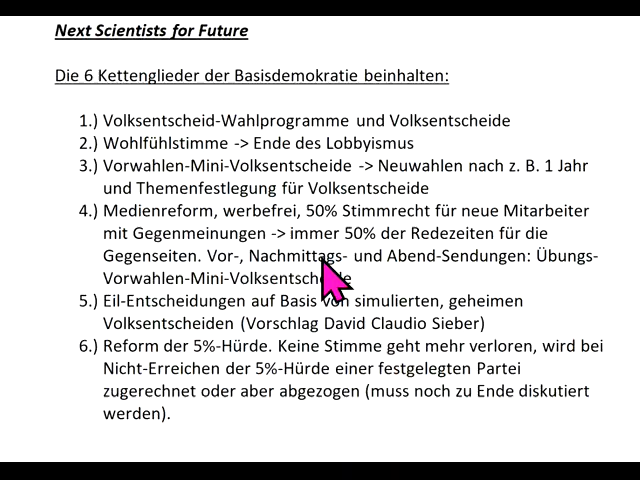 Next Scientists for Future
Die 6 Kettenglieder der Basisdemokratie beinhalten:
1.) Volksentscheid-Wahlprogramme und Volksentscheide
2.) Wohlfühlstimme -> Ende des Lobbyismus
3.) Vorwahlen-Mini-Volksentscheide -> Neuwahlen nach z. B. 1 Jahr
und Themenfestlegung für Volksentscheide
4.) Medienreform, werbefrei, 50% Stimmrecht für neue Mitarbeiter
mit Gegenmeinungen -> immer 50% der Redezeiten für die
Gegenseiten. Vor-, Nachmittags- und Abend-Sendungen: Übungs-
Vorwahlen-Mini-Volksentscheide
5.) Eil-Entscheidungen auf Basis von simulierten, geheimen
Volksentscheiden (Vorschlag David Claudio Sieber)
6.) Reform der 5%-Hürde. Keine Stimme geht mehr verloren, wird bei
Nicht-Erreichen der 5%-Hürde einer festgelegten Partei
zugerechnet oder aber abgezogen (muss noch zu Ende diskutiert
werden).